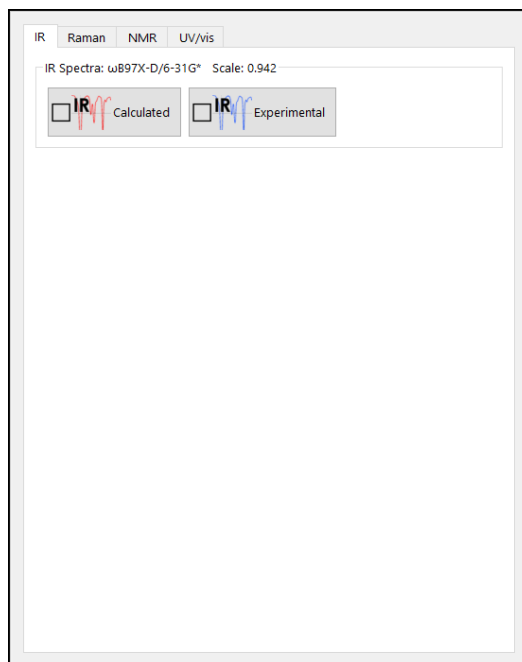 IR Raman NMR UV/vis
IR Spectra: ωB97X-D/6-31G* Scale: 0.942
IR Calculated IR Experimental